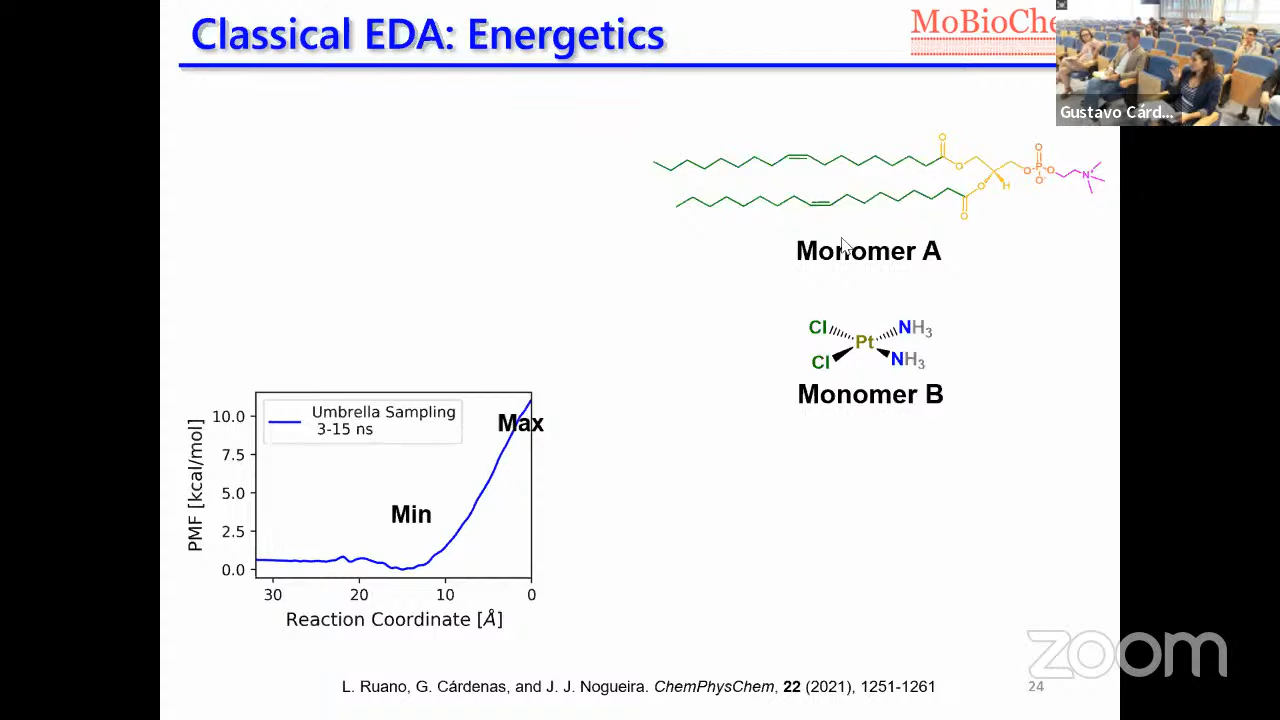 Classical EDA: Energetics
MoBioChe
Gustavo Cárd...
O
O
O
P
O
O
O⁻
N⁺
O
H
O
Monomer A
Cl
NH₃
Pt
Cl
NH₃
Monomer B
Umbrella Sampling
3-15 ns
Max
Min
PMF [kcal/mol]
10.0
7.5
5.0
2.5
0.0
30
20
10
0
Reaction Coordinate [Å]
L. Ruano, G. Cárdenas, and J. J. Nogueira. ChemPhysChem, 22 (2021), 1251-1261
24
zoom